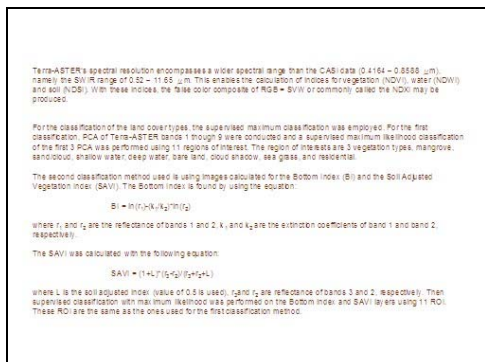 Terra-ASTER's spectral resolution encompasses a wider spectral range than the CASI data (0.4164 – 0.8588 µm),
namely the SWIR range of 0.52 – 11.65 µm. This enables the calculation of indices for vegetation (NDVI), water (NDWI)
and soil (NDSI). With these indices, the false color composite of RGB = SVW or commonly called the NDXI may be
produced.
For the classification of the land cover types, the supervised maximum classification was employed. For the first
classification, PCA of Terra-ASTER bands 1 though 9 were conducted and a supervised maximum likelihood classification
of the first 3 PCA was performed using 11 regions of interest. The region of interests are 3 vegetation types, mangrove,
sand/cloud, shallow water, deep water, bare land, cloud shadow, sea grass, and residential.
The second classification method used is using images calculated for the Bottom Index (BI) and the Soil Adjusted
Vegetation Index (SAVI). The Bottom Index is found by using the equation:
BI = ln(r₁)-(k₁/k₂)*ln(r₂)
where r₁ and r₂ are the reflectance of bands 1 and 2, k₁ and k₂ are the extinction coefficients of band 1 and band 2,
respectively.
The SAVI was calculated with the following equation:
SAVI = (1+L)*(r₃-r₂)/(r₃+r₂+L)
where L is the soil adjusted index (value of 0.5 is used), r₃and r₂ are reflectance of bands 3 and 2, respectively. Then
supervised classification with maximum likelihood was performed on the Bottom Index and SAVI layers using 11 ROI.
These ROI are the same as the ones used for the first classification method.